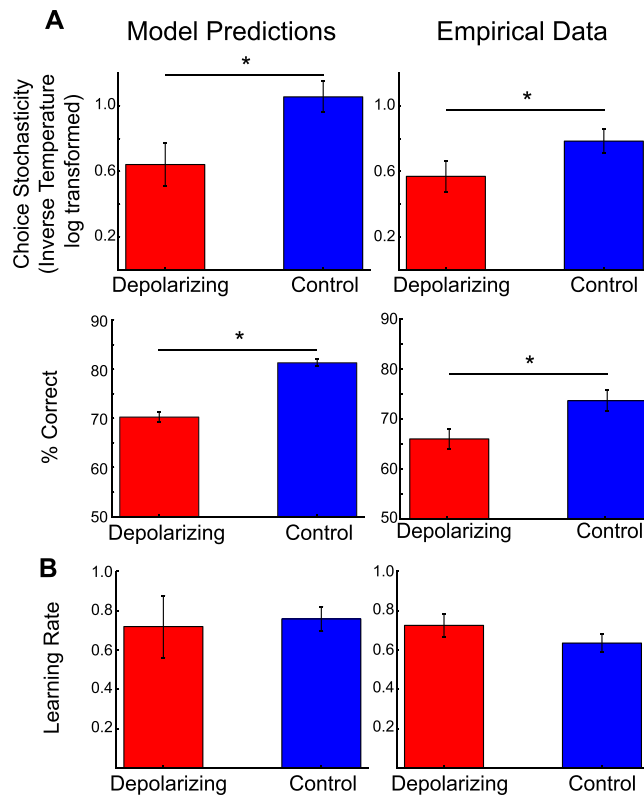 A
Model Predictions
Empirical Data
Choice Stochasticity
(Inverse Temperature
log transformed)
1.0
0.6
0.2
*
Depolarizing
Control
1.0
0.6
0.2
*
Depolarizing
Control
% Correct
90
80
70
60
50
*
Depolarizing
Control
90
80
70
60
50
*
Depolarizing
Control
B
Learning Rate
1.0
0.8
0.6
0.4
0.2
Depolarizing
Control
1.0
0.8
0.6
0.4
0.2
Depolarizing
Control